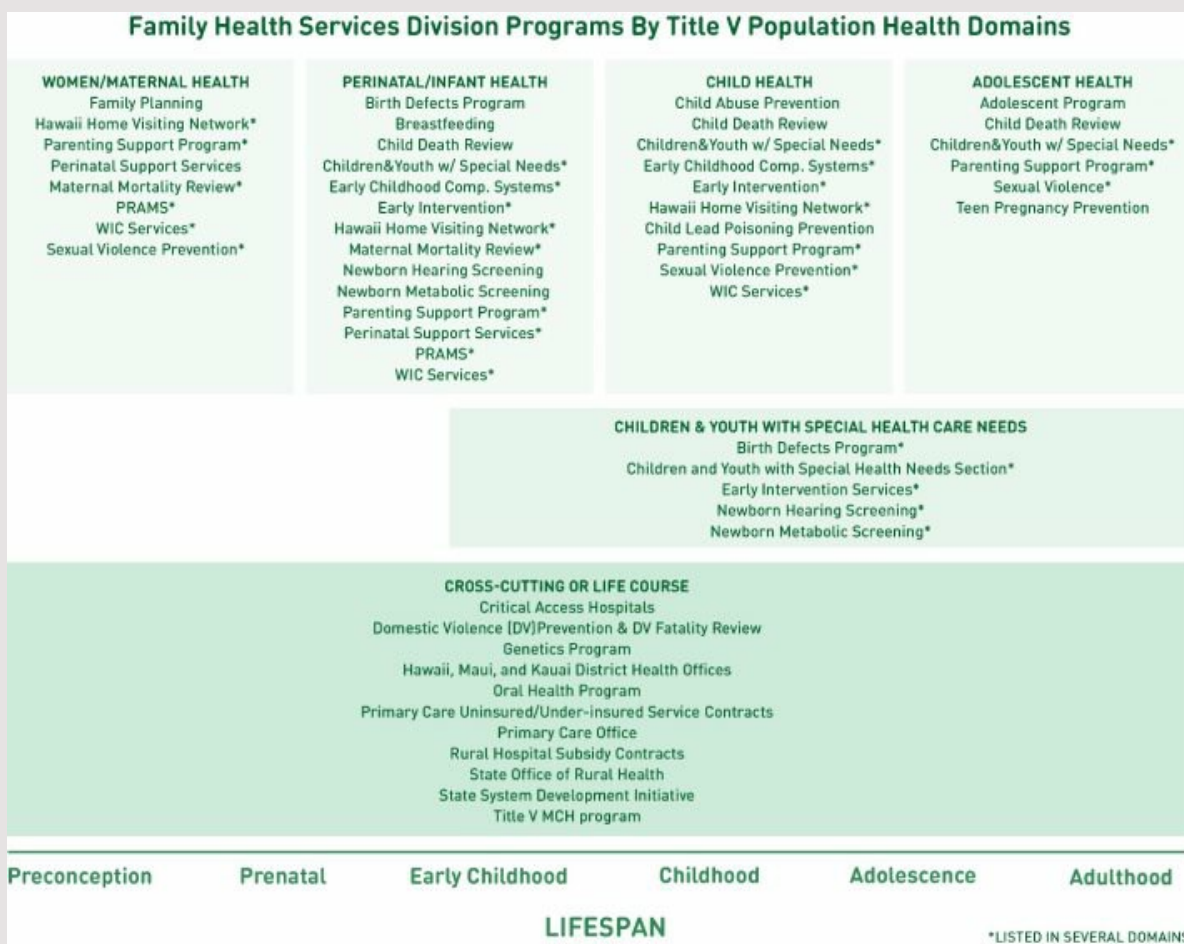 Family Health Services Division Programs By Title V Population Health Domains
WOMEN/MATERNAL HEALTH
Family Planning
Hawaii Home Visiting Network*
Parenting Support Program*
Perinatal Support Services
Maternal Mortality Review*
PRAMS*
WIC Services*
Sexual Violence Prevention*
PERINATAL/INFANT HEALTH
Birth Defects Program
Breastfeeding
Child Death Review
Children&Youth w/ Special Needs*
Early Childhood Comp. Systems*
Early Intervention*
Hawaii Home Visiting Network*
Maternal Mortality Review*
Newborn Hearing Screening
Newborn Metabolic Screening
Parenting Support Program*
Perinatal Support Services*
PRAMS*
WIC Services*
CHILD HEALTH
Child Abuse Prevention
Child Death Review
Children&Youth w/ Special Needs*
Early Childhood Comp. Systems*
Early Intervention*
Hawaii Home Visiting Network*
Child Lead Poisoning Prevention
Parenting Support Program*
Sexual Violence Prevention*
WIC Services*
ADOLESCENT HEALTH
Adolescent Program
Child Death Review
Children&Youth w/ Special Needs*
Parenting Support Program*
Sexual Violence*
Teen Pregnancy Prevention
CHILDREN & YOUTH WITH SPECIAL HEALTH CARE NEEDS
Birth Defects Program*
Children and Youth with Special Health Needs Section*
Early Intervention Services*
Newborn Hearing Screening*
Newborn Metabolic Screening*
CROSS-CUTTING OR LIFE COURSE
Critical Access Hospitals
Domestic Violence (DV)Prevention & DV Fatality Review
Genetics Program
Hawaii, Maui, and Kauai District Health Offices
Oral Health Program
Primary Care Uninsured/Under-insured Service Contracts
Primary Care Office
Rural Hospital Subsidy Contracts
State Office of Rural Health
State System Development Initiative
Title V MCH program
Preconception Prenatal Early Childhood Childhood Adolescence Adulthood
LIFESPAN
*LISTED IN SEVERAL DOMAINS